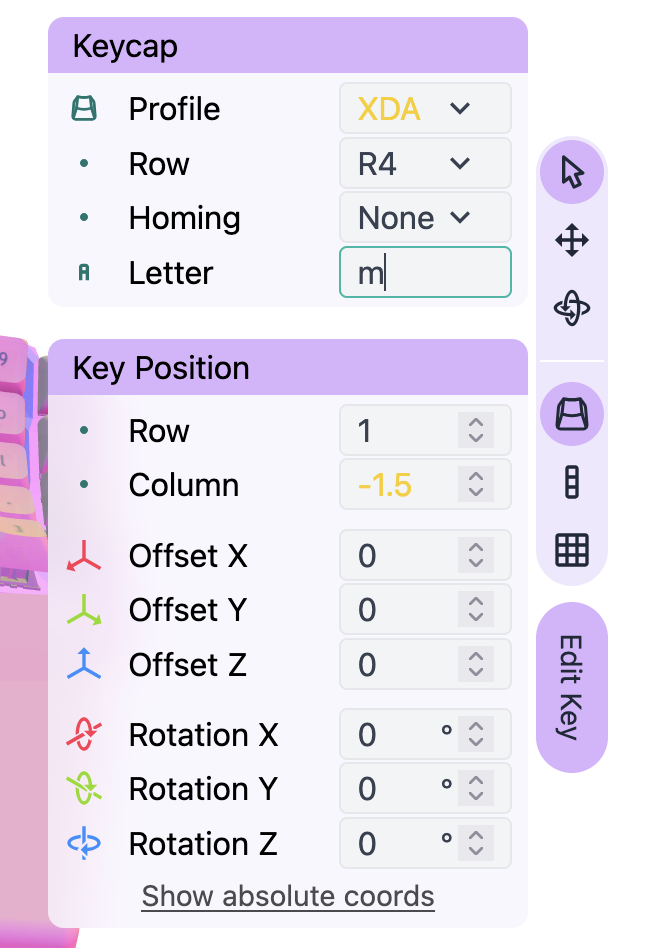 Keycap
Profile XDA
Row R4
Homing None
Letter m
Key Position
Row 1
Column -1.5
Offset X 0
Offset Y 0
Offset Z 0
Rotation X 0 °
Rotation Y 0 °
Rotation Z 0 °
Show absolute coords
Edit Key
9